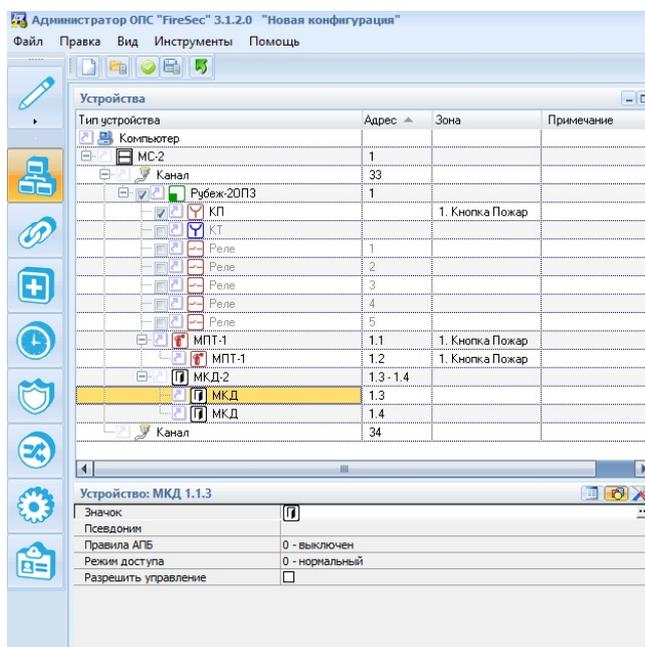 Администратор ОПС "FireSec" 3.1.2.0 "Новая конфигурация"
Файл Правка Вид Инструменты Помощь
Устройства
Тип устройства Адрес Зона Примечание
Компьютер
МС-2 1
Канал 33
Рубеж-2ОП3 1
КП 1. Кнопка Пожар
КТ
Реле 1
Реле 2
Реле 3
Реле 4
Реле 5
МПТ-1 1.1 1. Кнопка Пожар
МПТ-1 1.2 1. Кнопка Пожар
МКД-2 1.3 - 1.4
МКД 1.3
МКД 1.4
Канал 34
Устройство: МКД 1.1.3
Значок
Псевдоним
Правила АПБ 0 - выключен
Режим доступа 0 - нормальный
Разрешить управление